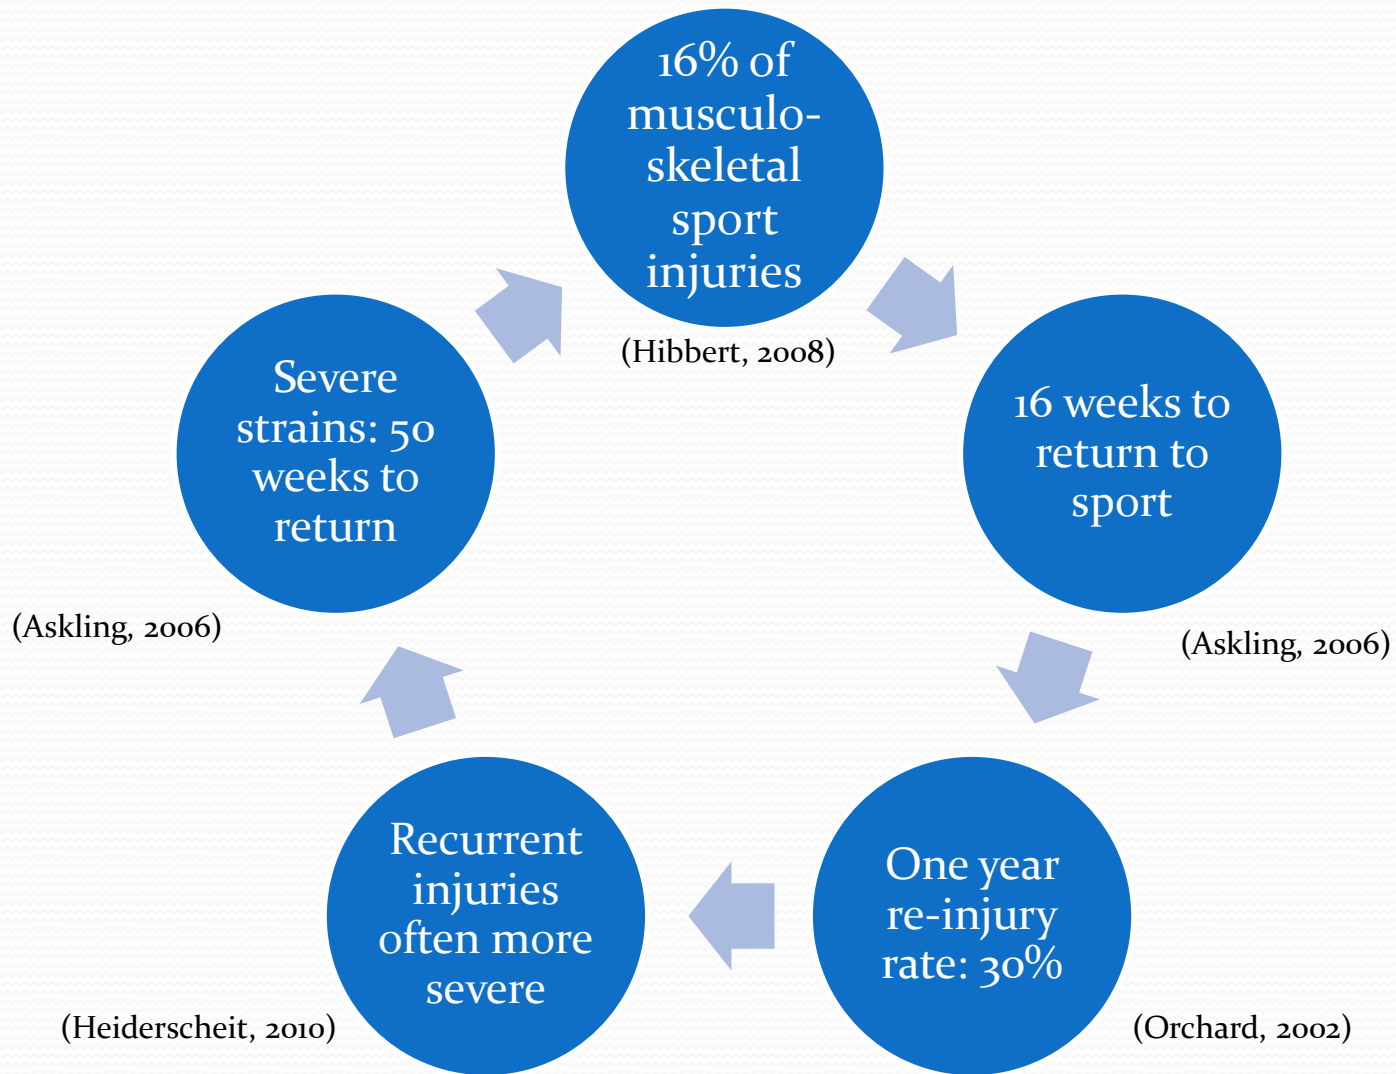 16% of
musculo-
skeletal
sport
injuries
(Hibbert, 2008)
16 weeks to
return to
sport
(Askling, 2006)
One year
re-injury
rate: 30%
(Orchard, 2002)
Recurrent
injuries
often more
severe
(Heiderscheit, 2010)
Severe
strains: 50
weeks to
return
(Askling, 2006)